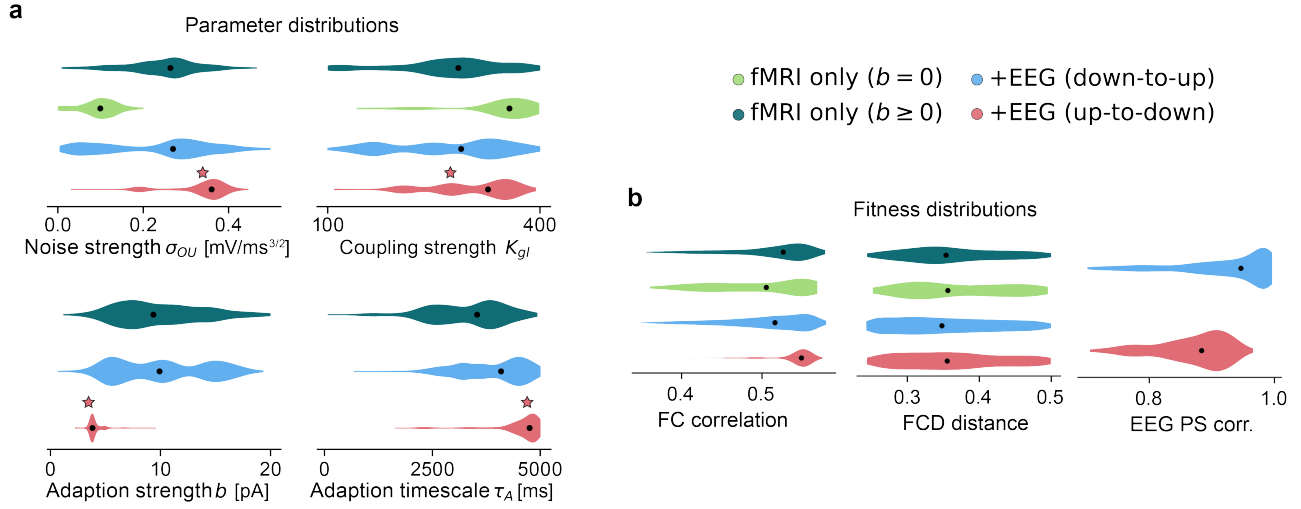 a
Parameter distributions
0.0 0.2 0.4
Noise strength σ_OU [mV/ms^3/2]
100 400
Coupling strength K_gl
0 10 20
Adaption strength b [pA]
0 2500 5000
Adaption timescale τ_A [ms]
fMRI only (b = 0)
+EEG (down-to-up)
fMRI only (b ≥ 0)
+EEG (up-to-down)
b
Fitness distributions
0.4 0.5
FC correlation
0.3 0.4 0.5
FCD distance
0.8 1.0
EEG PS corr.